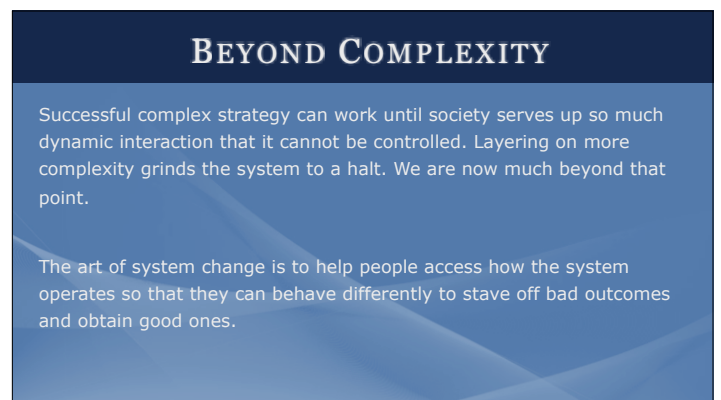 BEYOND COMPLEXITY
Successful complex strategy can work until society serves up so much
dynamic interaction that it cannot be controlled. Layering on more
complexity grinds the system to a halt. We are now much beyond that
point.
The art of system change is to help people access how the system
operates so that they can behave differently to stave off bad outcomes
and obtain good ones.